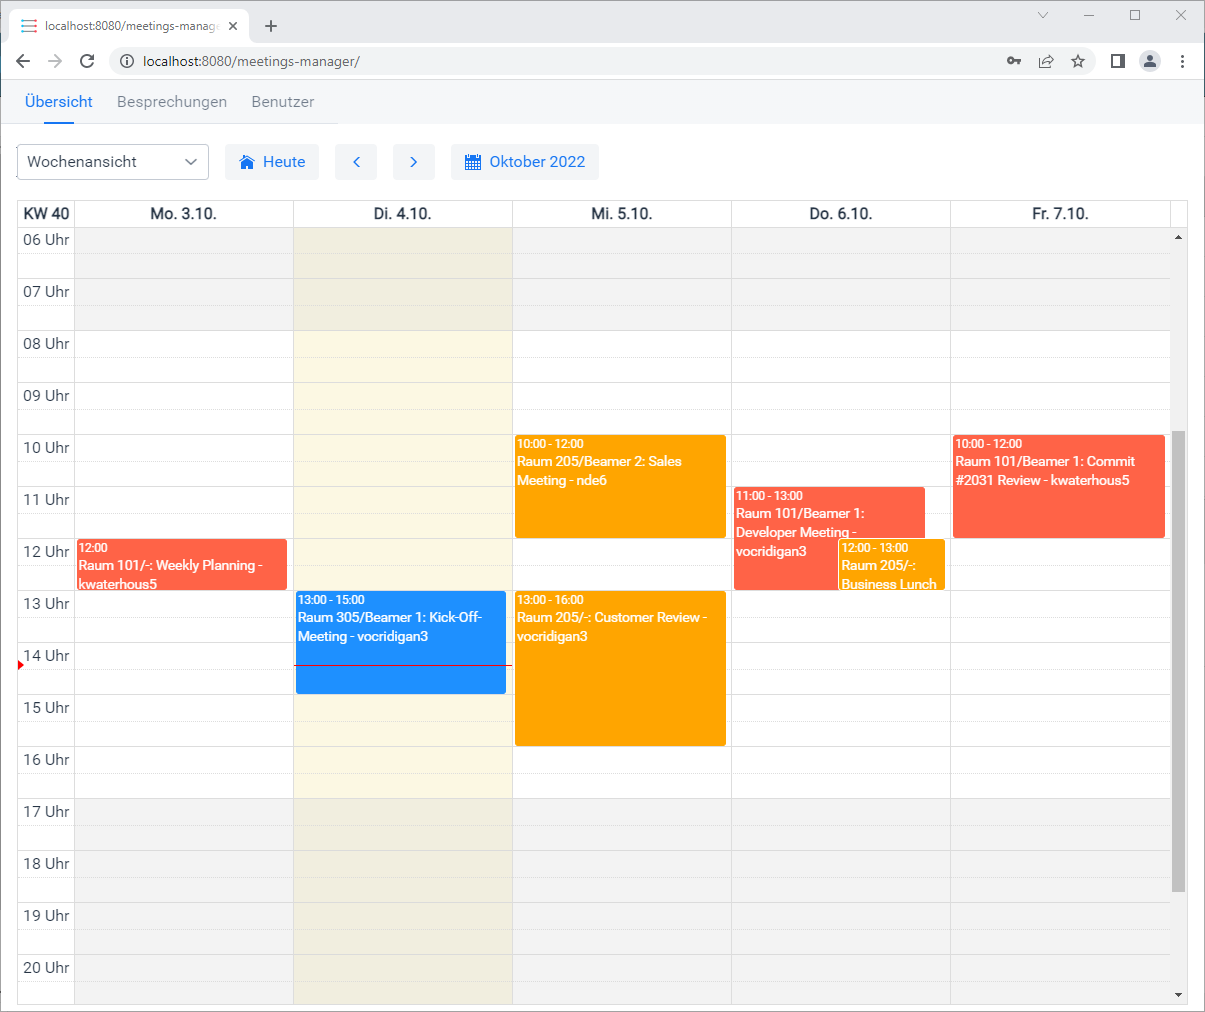 localhost:8080/meetings-manage
localhost:8080/meetings-manager/
Übersicht Besprechungen Benutzer
Wochenansicht Heute Oktober 2022
KW 40 Mo. 3.10. Di. 4.10. Mi. 5.10. Do. 6.10. Fr. 7.10.
06 Uhr
07 Uhr
08 Uhr
09 Uhr
10 Uhr
11 Uhr
12 Uhr
13 Uhr
14 Uhr
15 Uhr
16 Uhr
17 Uhr
18 Uhr
19 Uhr
20 Uhr
12:00
Raum 101/-: Weekly Planning -
kwaterhous5
13:00 - 15:00
Raum 305/Beamer 1: Kick-Off-
Meeting - vocridigan3
10:00 - 12:00
Raum 205/Beamer 2: Sales
Meeting - nde6
13:00 - 16:00
Raum 205/-: Customer Review -
vocridigan3
11:00 - 13:00
Raum 101/Beamer 1:
Developer Meeting -
vocridigan3
12:00 - 13:00
Raum 205/-:
Business Lunch
10:00 - 12:00
Raum 101/Beamer 1: Commit
#2031 Review - kwaterhous5